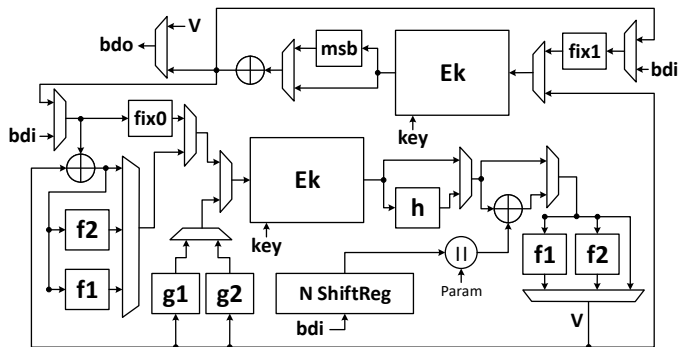 V
bdo
msb
Ek
fix1
bdi
key
bdi
fix0
Ek
h
f2
f1
key
g1
g2
N ShiftReg
bdi
||
Param
f1
f2
V